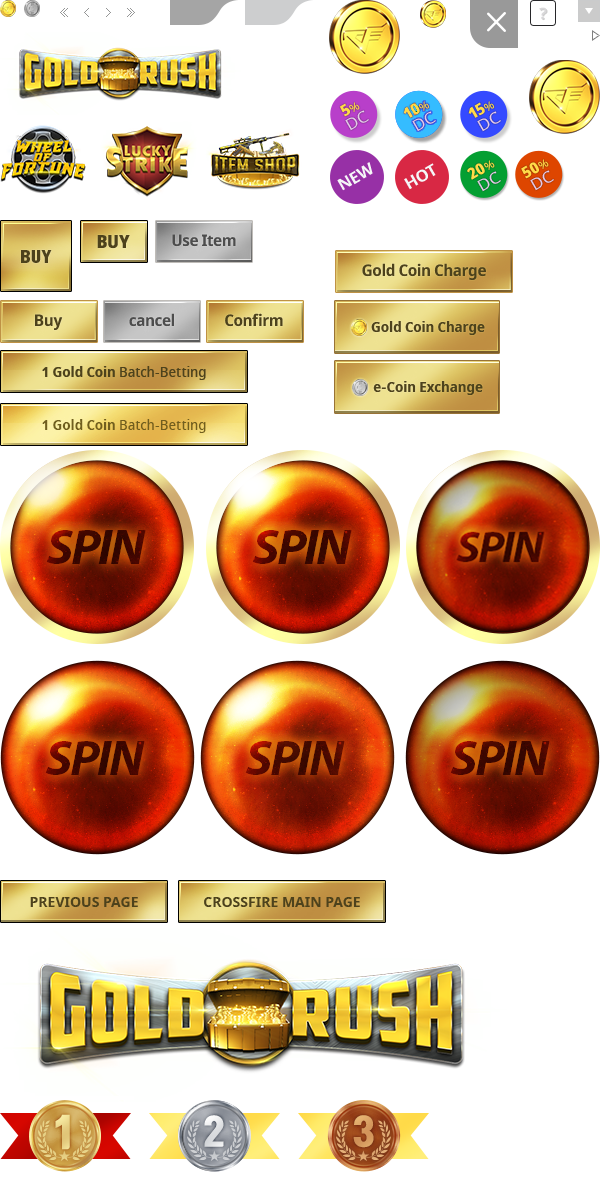 ?
GOLD RUSH
5%
DC
10%
DC
15%
DC
WHEEL
OF
FORTUNE
LUCKY
STRIKE
ITEM SHOP
NEW
HOT
20%
DC
50%
DC
BUY
BUY
Use Item
Gold Coin Charge
Buy
cancel
Confirm
Gold Coin Charge
1 Gold Coin Batch-Betting
e-Coin Exchange
1 Gold Coin Batch-Betting
SPIN
SPIN
SPIN
SPIN
SPIN
SPIN
PREVIOUS PAGE
CROSSFIRE MAIN PAGE
GOLD RUSH
1
2
3